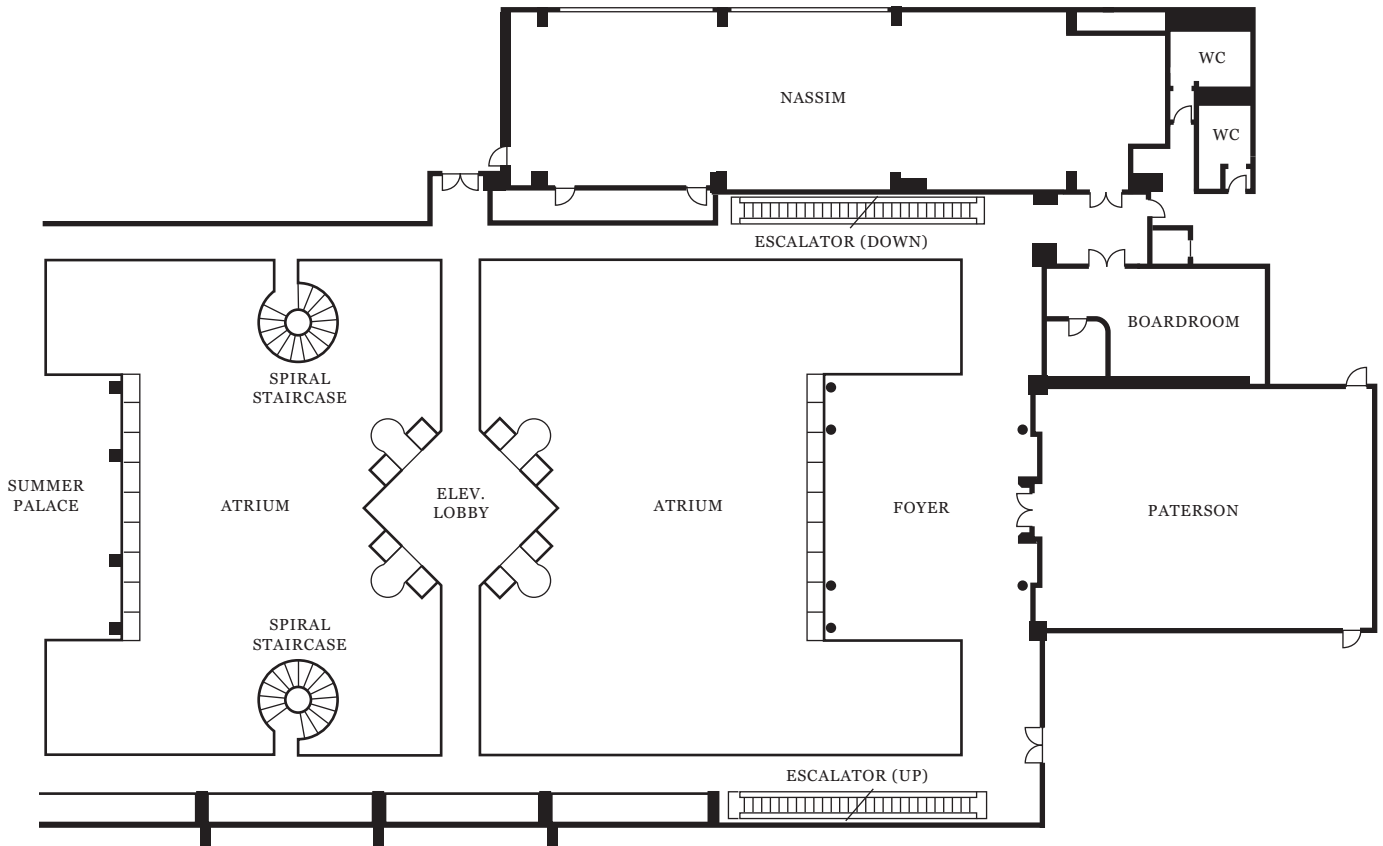 WC
NASSIM
WC
ESCALATOR (DOWN)
BOARDROOM
SPIRAL
STAIRCASE
SUMMER
PALACE
ATRIUM
ELEV.
LOBBY
ATRIUM
FOYER
PATERSON
SPIRAL
STAIRCASE
ESCALATOR (UP)